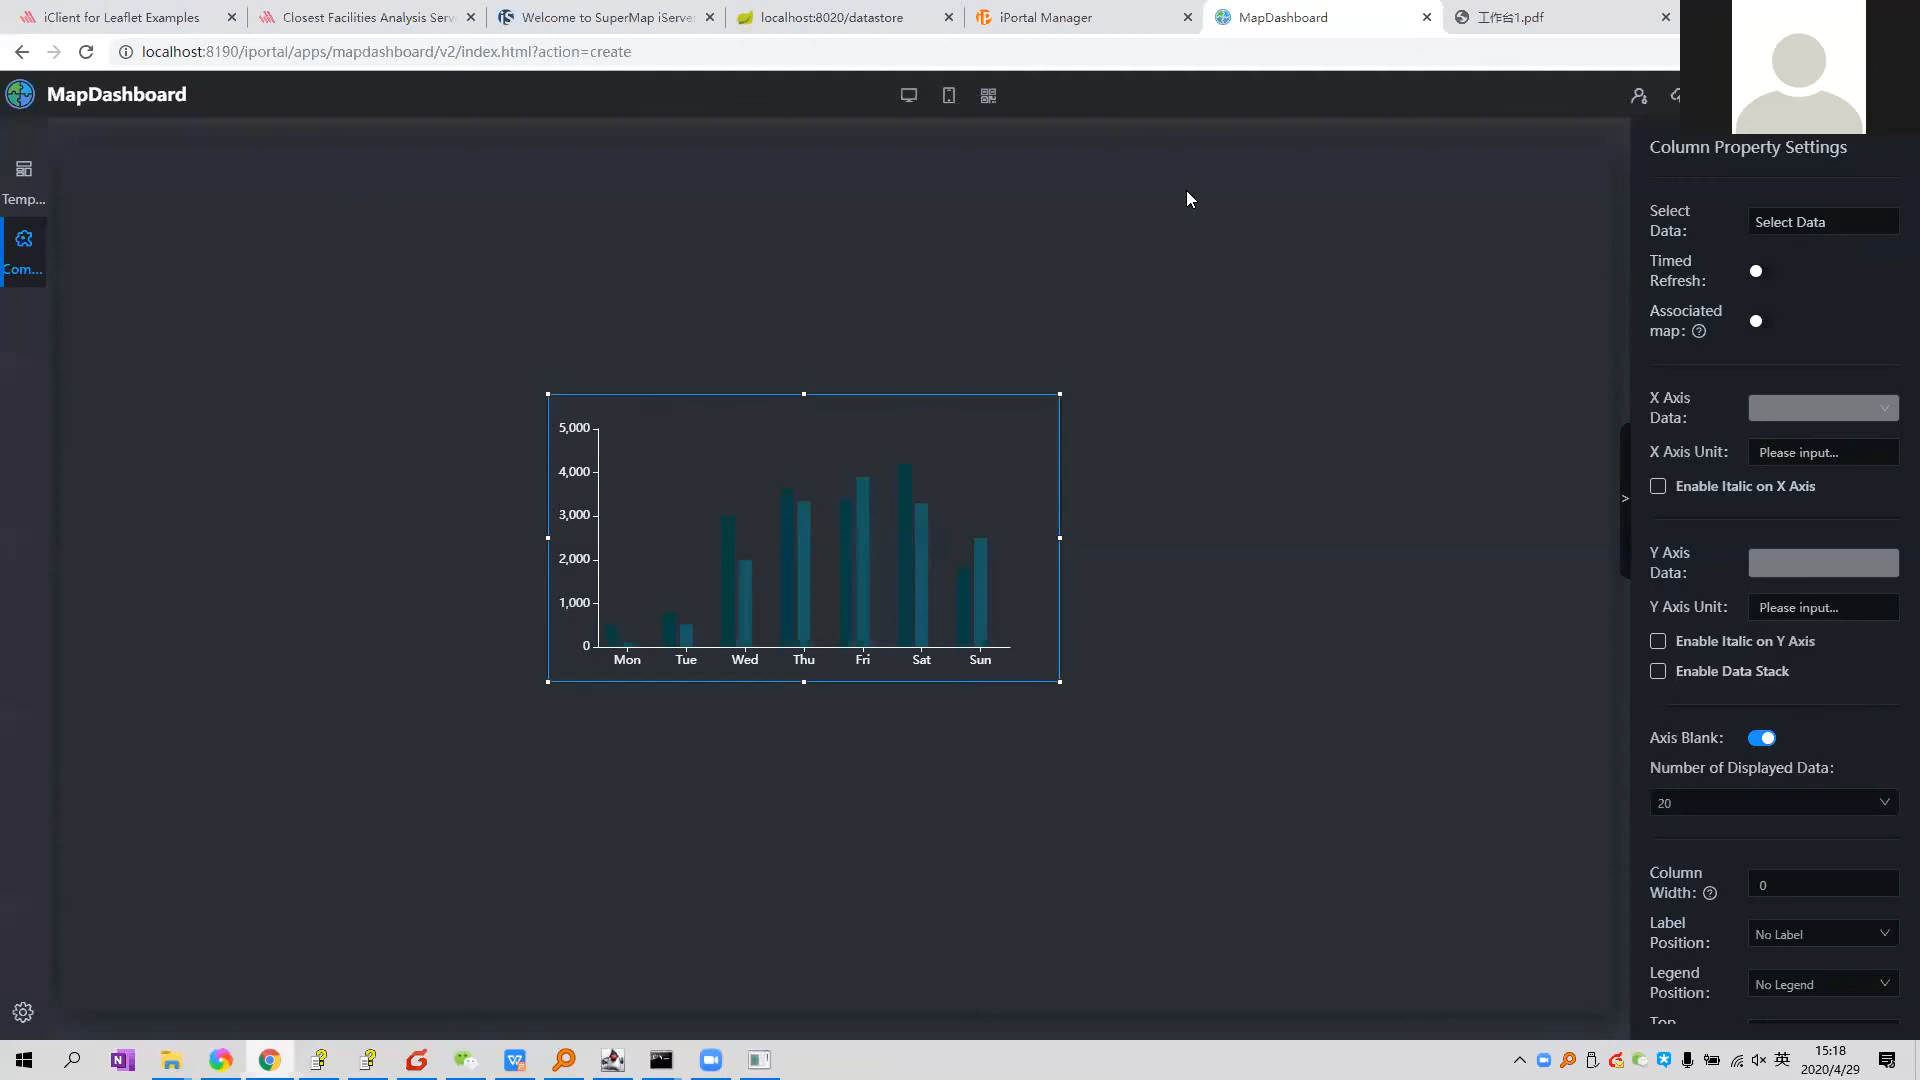 iClient for Leaflet Examples
Closest Facilities Analysis Serv
Welcome to SuperMap iServer
localhost:8020/datastore
iPortal Manager
MapDashboard
工作台1.pdf
localhost:8190/iportal/apps/mapdashboard/v2/index.html?action=create
MapDashboard
Temp...
Com...
5,000
4,000
3,000
2,000
1,000
0
Mon Tue Wed Thu Fri Sat Sun
Column Property Settings
Select Data: Select Data
Timed Refresh:
Associated map:
X Axis Data:
X Axis Unit: Please input...
Enable Italic on X Axis
>
Y Axis Data:
Y Axis Unit: Please input...
Enable Italic on Y Axis
Enable Data Stack
Axis Blank:
Number of Displayed Data:
20
Column Width: 0
Label Position: No Label
Legend Position: No Legend
Top
英
15:18
2020/4/29